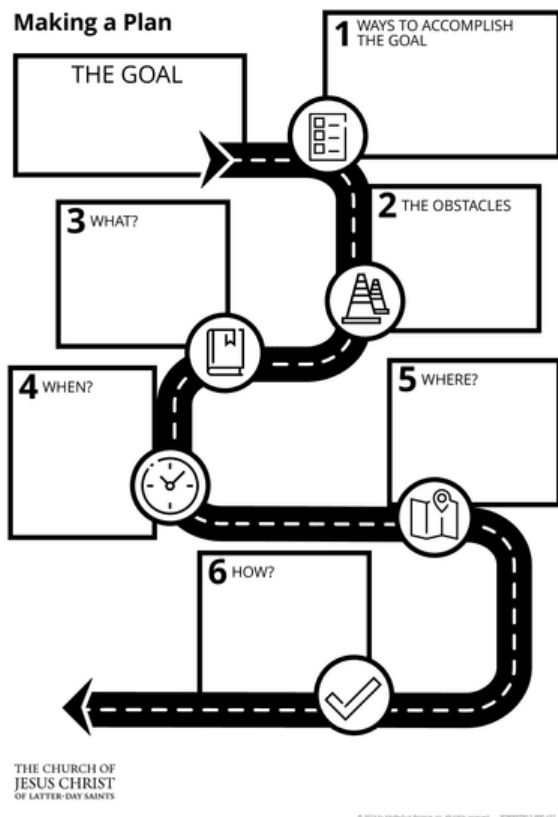 Making a Plan
THE GOAL
1 WAYS TO ACCOMPLISH
THE GOAL
2 THE OBSTACLES
3 WHAT?
4 WHEN?
5 WHERE?
6 HOW?
THE CHURCH OF
JESUS CHRIST
OF LATTER-DAY SAINTS